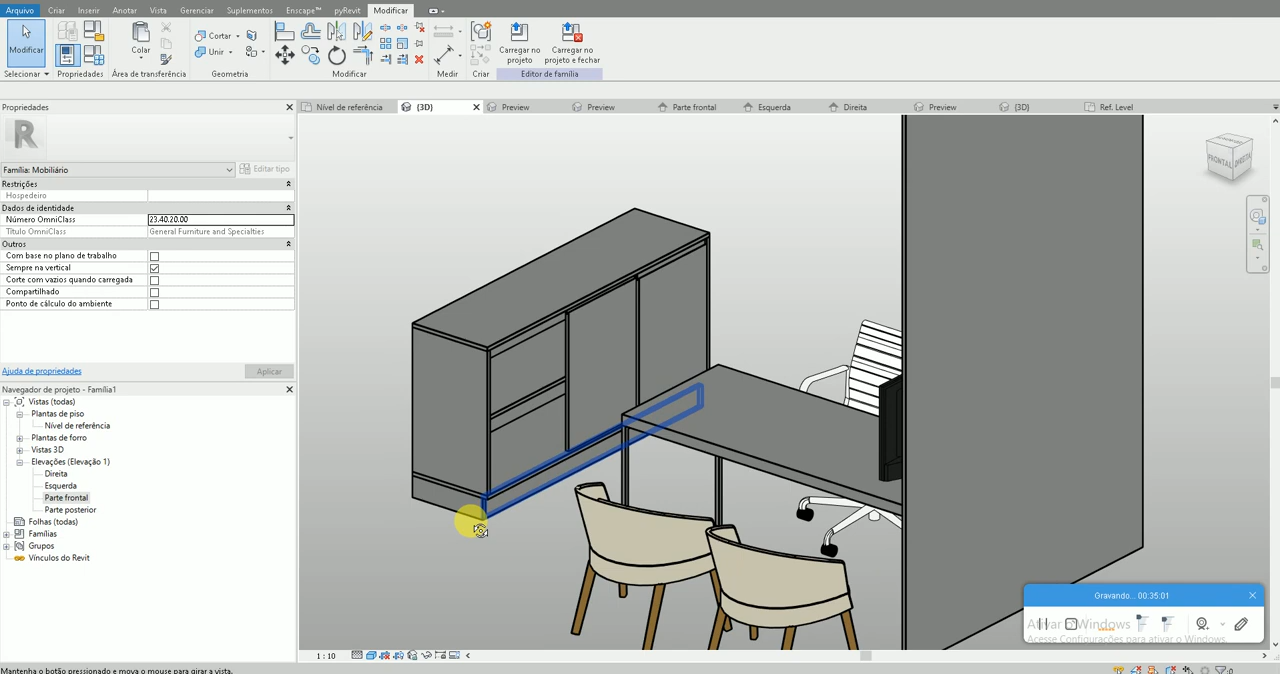 Arquivo Criar Inserir Anotar Vista Gerenciar Suplementos Enscape™ pyRevit Modificar
Modificar
Colar
Cortar
Unir
Carregar no projeto
Carregar no projeto e fechar
Selecionar Propriedades Área de transferência Geometria Modificar Medir Criar Editor de família
Propriedades
Nível de referência {3D} Preview Preview Parte frontal Esquerda Direita Preview {3D} Ref. Level
R
Família: Mobiliário Editar tipo
Restrições
Hospedeiro
Dados de identidade
Número OmniClass 23.40.20.00
Título OmniClass General Furniture and Specialties
Outros
Com base no plano de trabalho
Sempre na vertical
Corte com vazios quando carregada
Compartilhado
Ponto de cálculo do ambiente
Ajuda de propriedades Aplicar
Navegador de projeto - Família1
Vistas (todas)
Plantas de piso
Nível de referência
Plantas de forro
Vistas 3D
Elevações (Elevação 1)
Direita
Esquerda
Parte frontal
Parte posterior
Folhas (todas)
Famílias
Grupos
Vínculos do Revit
FRONTAL DIREITA
Gravando... 00:35:01
Ativar o Windows
Acesse Configurações para ativar o Windows.
1 : 10
Mantenha o botão pressionado e mova o mouse para girar a vista.
:0